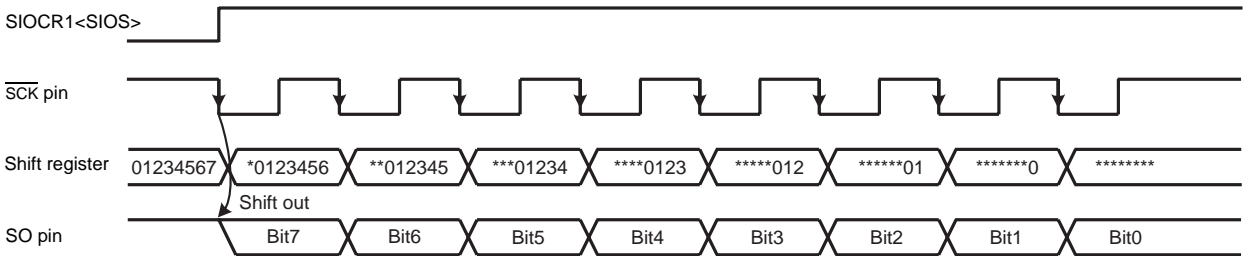 SIOCR1<SIOS>
SCK pin
Shift register 01234567 *0123456 **012345 ***01234 ****0123 *****012 ******01 *******0 ********
Shift out
SO pin Bit7 Bit6 Bit5 Bit4 Bit3 Bit2 Bit1 Bit0